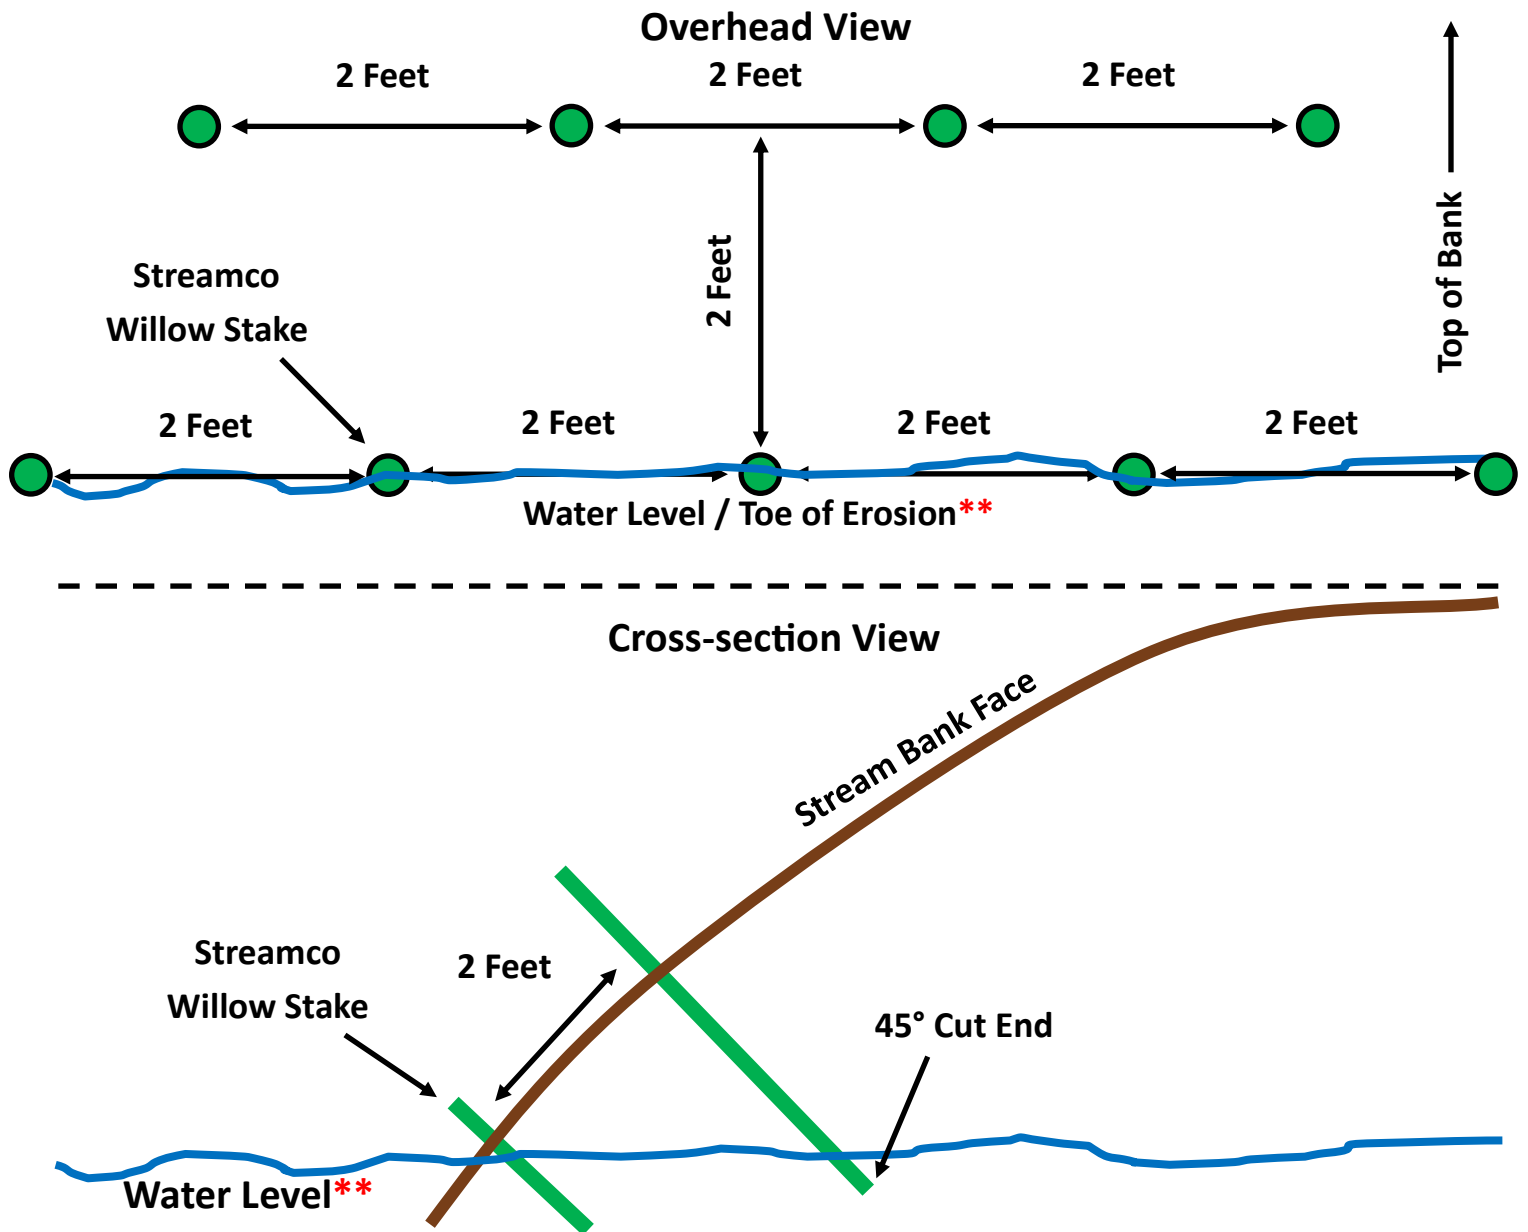 Overhead View
2 Feet
2 Feet
2 Feet
Top of Bank
2 Feet
Streamco
Willow Stake
2 Feet
2 Feet
2 Feet
2 Feet
Water Level / Toe of Erosion**
Cross-section View
Stream Bank Face
Streamco
Willow Stake
2 Feet
45° Cut End
Water Level**